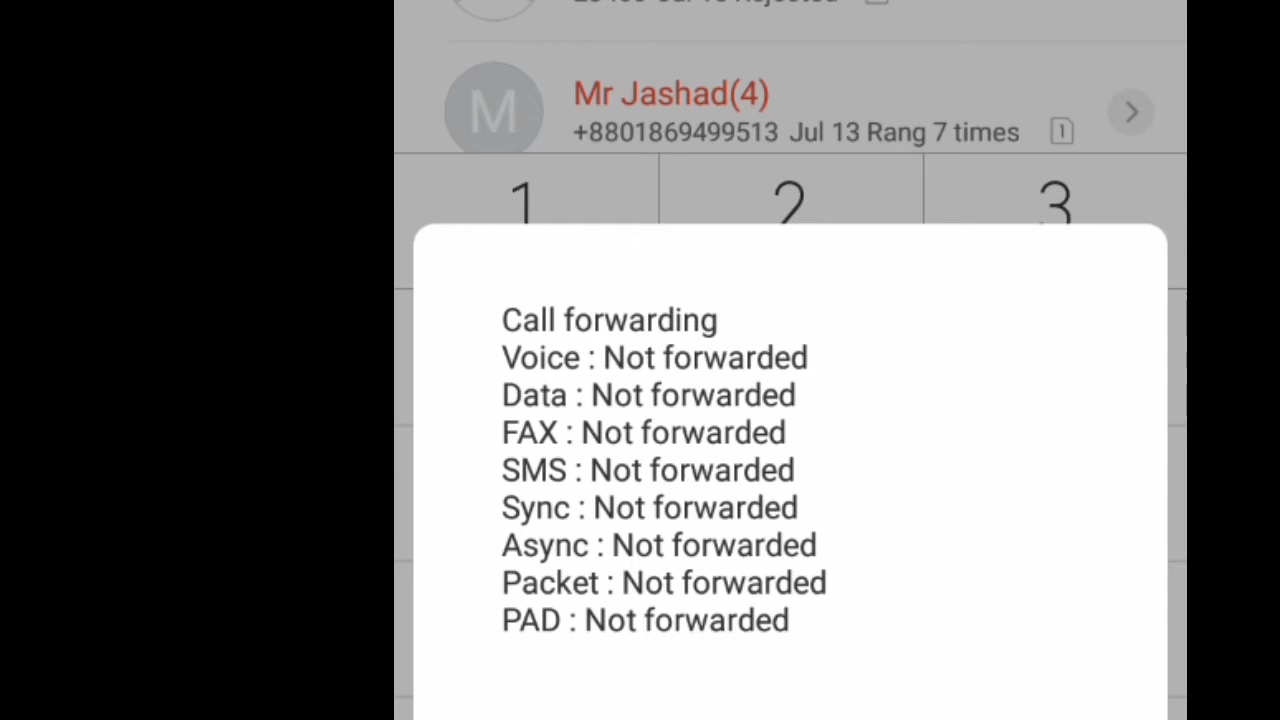 Mr Jashad(4)
M
+8801869499513 Jul 13 Rang 7 times
1
1 2 3
Call forwarding
Voice : Not forwarded
Data : Not forwarded
FAX : Not forwarded
SMS : Not forwarded
Sync : Not forwarded
Async : Not forwarded
Packet : Not forwarded
PAD : Not forwarded